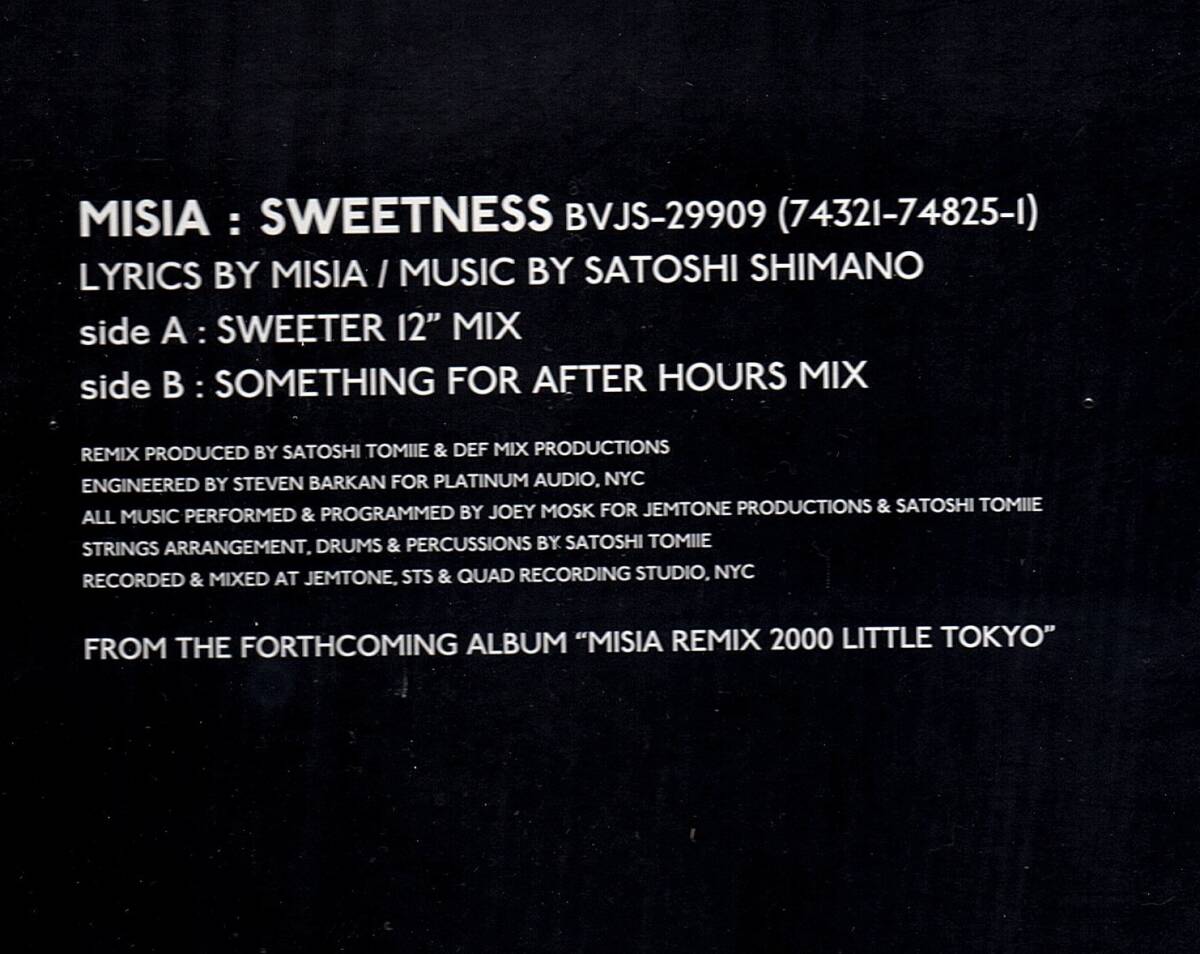 MISIA : SWEETNESS BVJS-29909 (74321-74825-1)
LYRICS BY MISIA / MUSIC BY SATOSHI SHIMANO
side A : SWEETER 12” MIX
side B : SOMETHING FOR AFTER HOURS MIX
REMIX PRODUCED BY SATOSHI TOMIIE & DEF MIX PRODUCTIONS
ENGINEERED BY STEVEN BARKAN FOR PLATINUM AUDIO, NYC
ALL MUSIC PERFORMED & PROGRAMMED BY JOEY MOSK FOR JEMTONE PRODUCTIONS & SATOSHI TOMIIE
STRINGS ARRANGEMENT, DRUMS & PERCUSSIONS BY SATOSHI TOMIIE
RECORDED & MIXED AT JEMTONE, STS & QUAD RECORDING STUDIO, NYC
FROM THE FORTHCOMING ALBUM “MISIA REMIX 2000 LITTLE TOKYO”